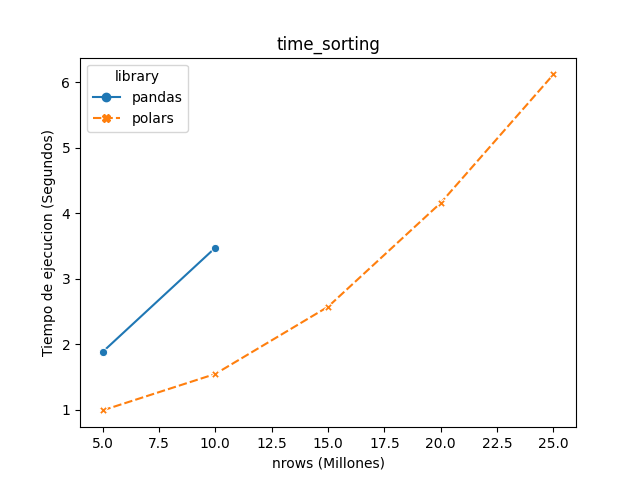 time_sorting
library
pandas
polars
Tiempo de ejecucion (Segundos)
6
5
4
3
2
1
5.0 7.5 10.0 12.5 15.0 17.5 20.0 22.5 25.0
nrows (Millones)